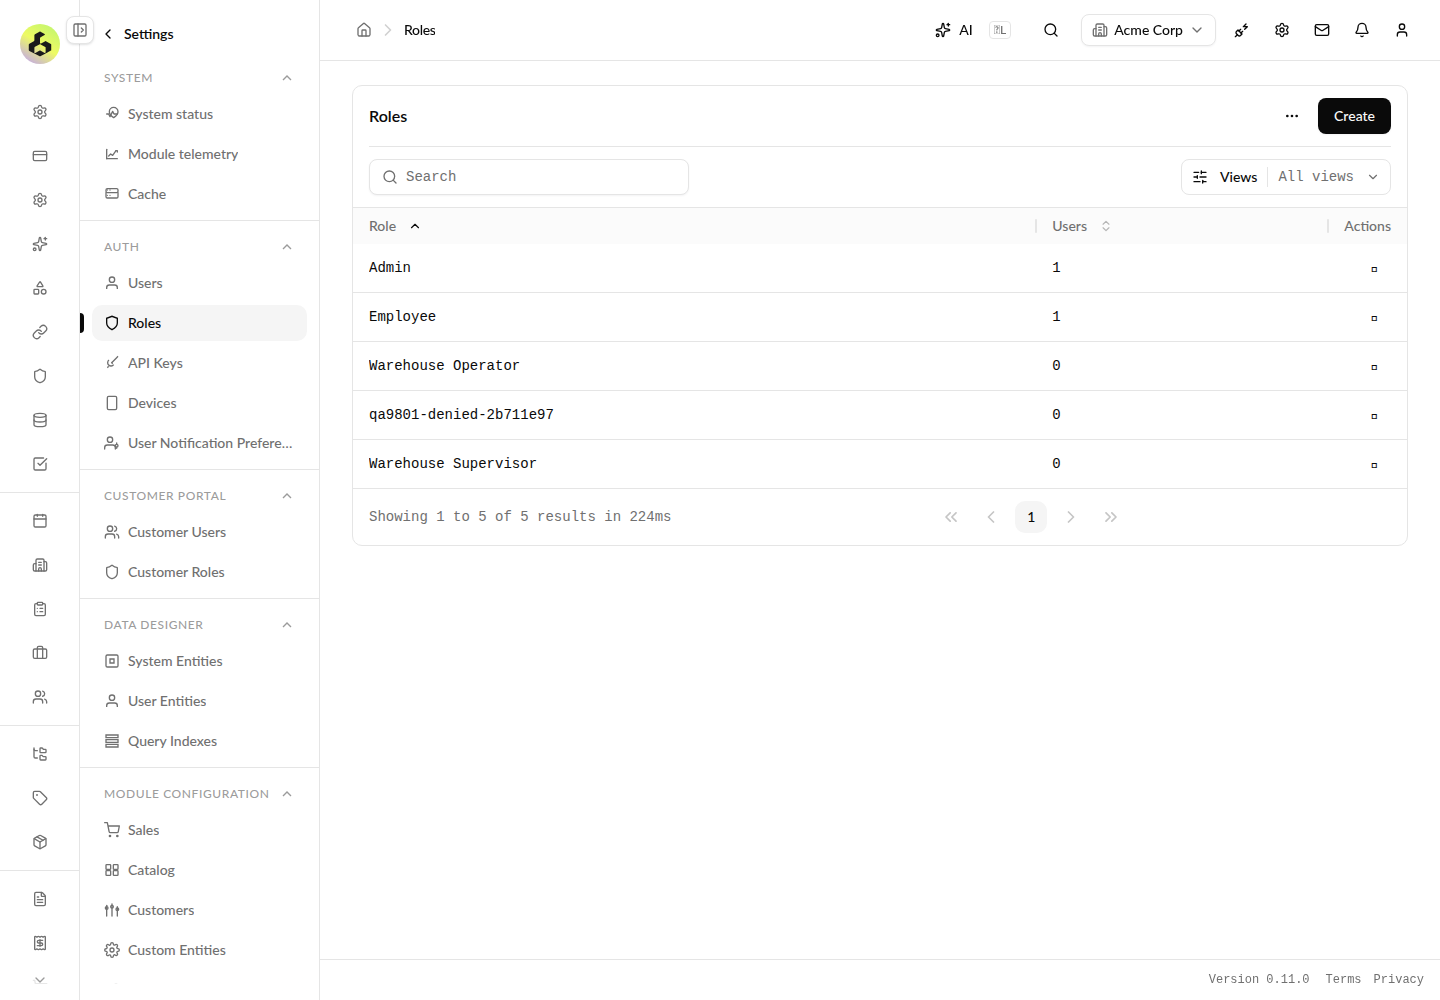 Settings
SYSTEM
System status
Module telemetry
Cache
AUTH
Users
Roles
API Keys
Devices
User Notification Prefere...
CUSTOMER PORTAL
Customer Users
Customer Roles
DATA DESIGNER
System Entities
User Entities
Query Indexes
MODULE CONFIGURATION
Sales
Catalog
Customers
Custom Entities
Roles
AI
L
Acme Corp
Roles
Create
Search
Views All views
Role Users Actions
Admin 1
Employee 1
Warehouse Operator 0
qa9801-denied-2b711e97 0
Warehouse Supervisor 0
Showing 1 to 5 of 5 results in 224ms
1
Version 0.11.0 Terms Privacy